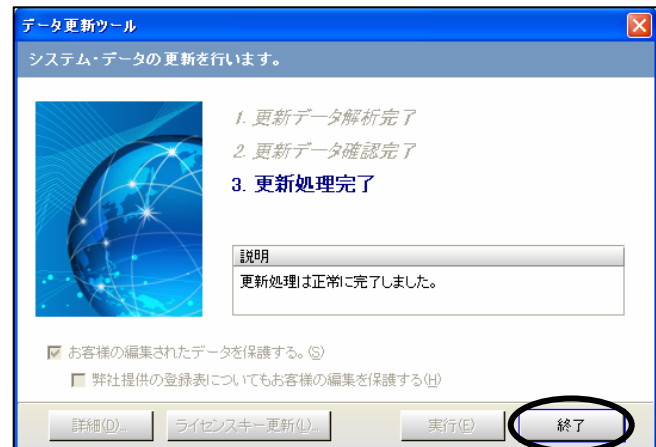 データ更新ツール
システム・データの更新を行います。
1. 更新データ解析完了
2. 更新データ確認完了
3. 更新処理完了
説明
更新処理は正常に完了しました。
お客様の編集されたデータを保護する。(S)
弊社提供の登録表についてもお客様の編集を保護する(H)
詳細(D)...
ライセンスキー更新(L)...
実行(E)
終了